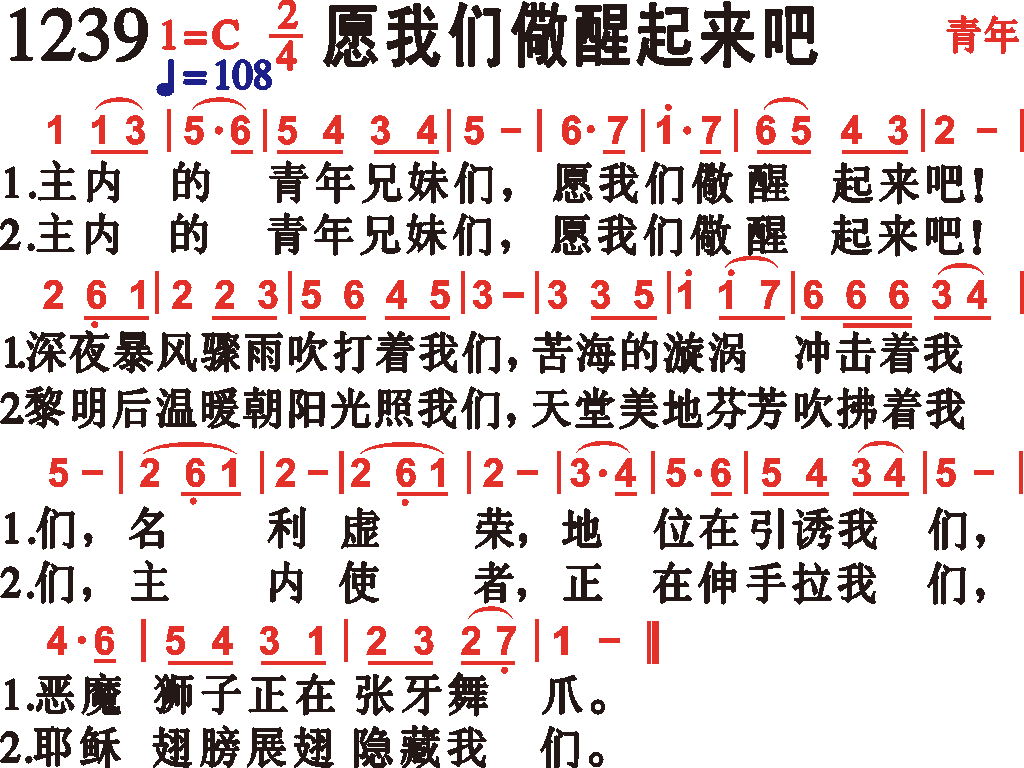 1239 1=C 2/4 愿我们儆醒起来吧 青年
♩=108
1 1 3 | 5·6 | 5 4 3 4 | 5 – | 6·7 | i·7 | 6 5 4 3 | 2 – |
1.主内 的 青年兄妹们，愿我们儆醒 起来吧！
2.主内 的 青年兄妹们，愿我们儆醒 起来吧！
2 6̣ 1 | 2 2 3 | 5 6 4 5 | 3 – | 3 3 5 | i i 7 | 6 6 6 3 4 |
1.深夜暴风骤雨吹打着我们，苦海的漩涡 冲击着我
2黎明后温暖朝阳光照我们，天堂美地芬芳吹拂着我
5 – | 2 6̣ 1 | 2 – | 2 6̣ 1 | 2 – | 3·4 | 5·6 | 5 4 3 4 | 5 – |
1.们，名 利 虚 荣，地 位在引诱我 们，
2.们，主 内 使 者，正 在伸手拉我 们，
4·6 | 5 4 3 1 | 2 3 2 7̣ | 1 – ‖
1.恶魔 狮子正在 张牙舞 爪。
2.耶稣 翅膀展翅 隐藏我 们。